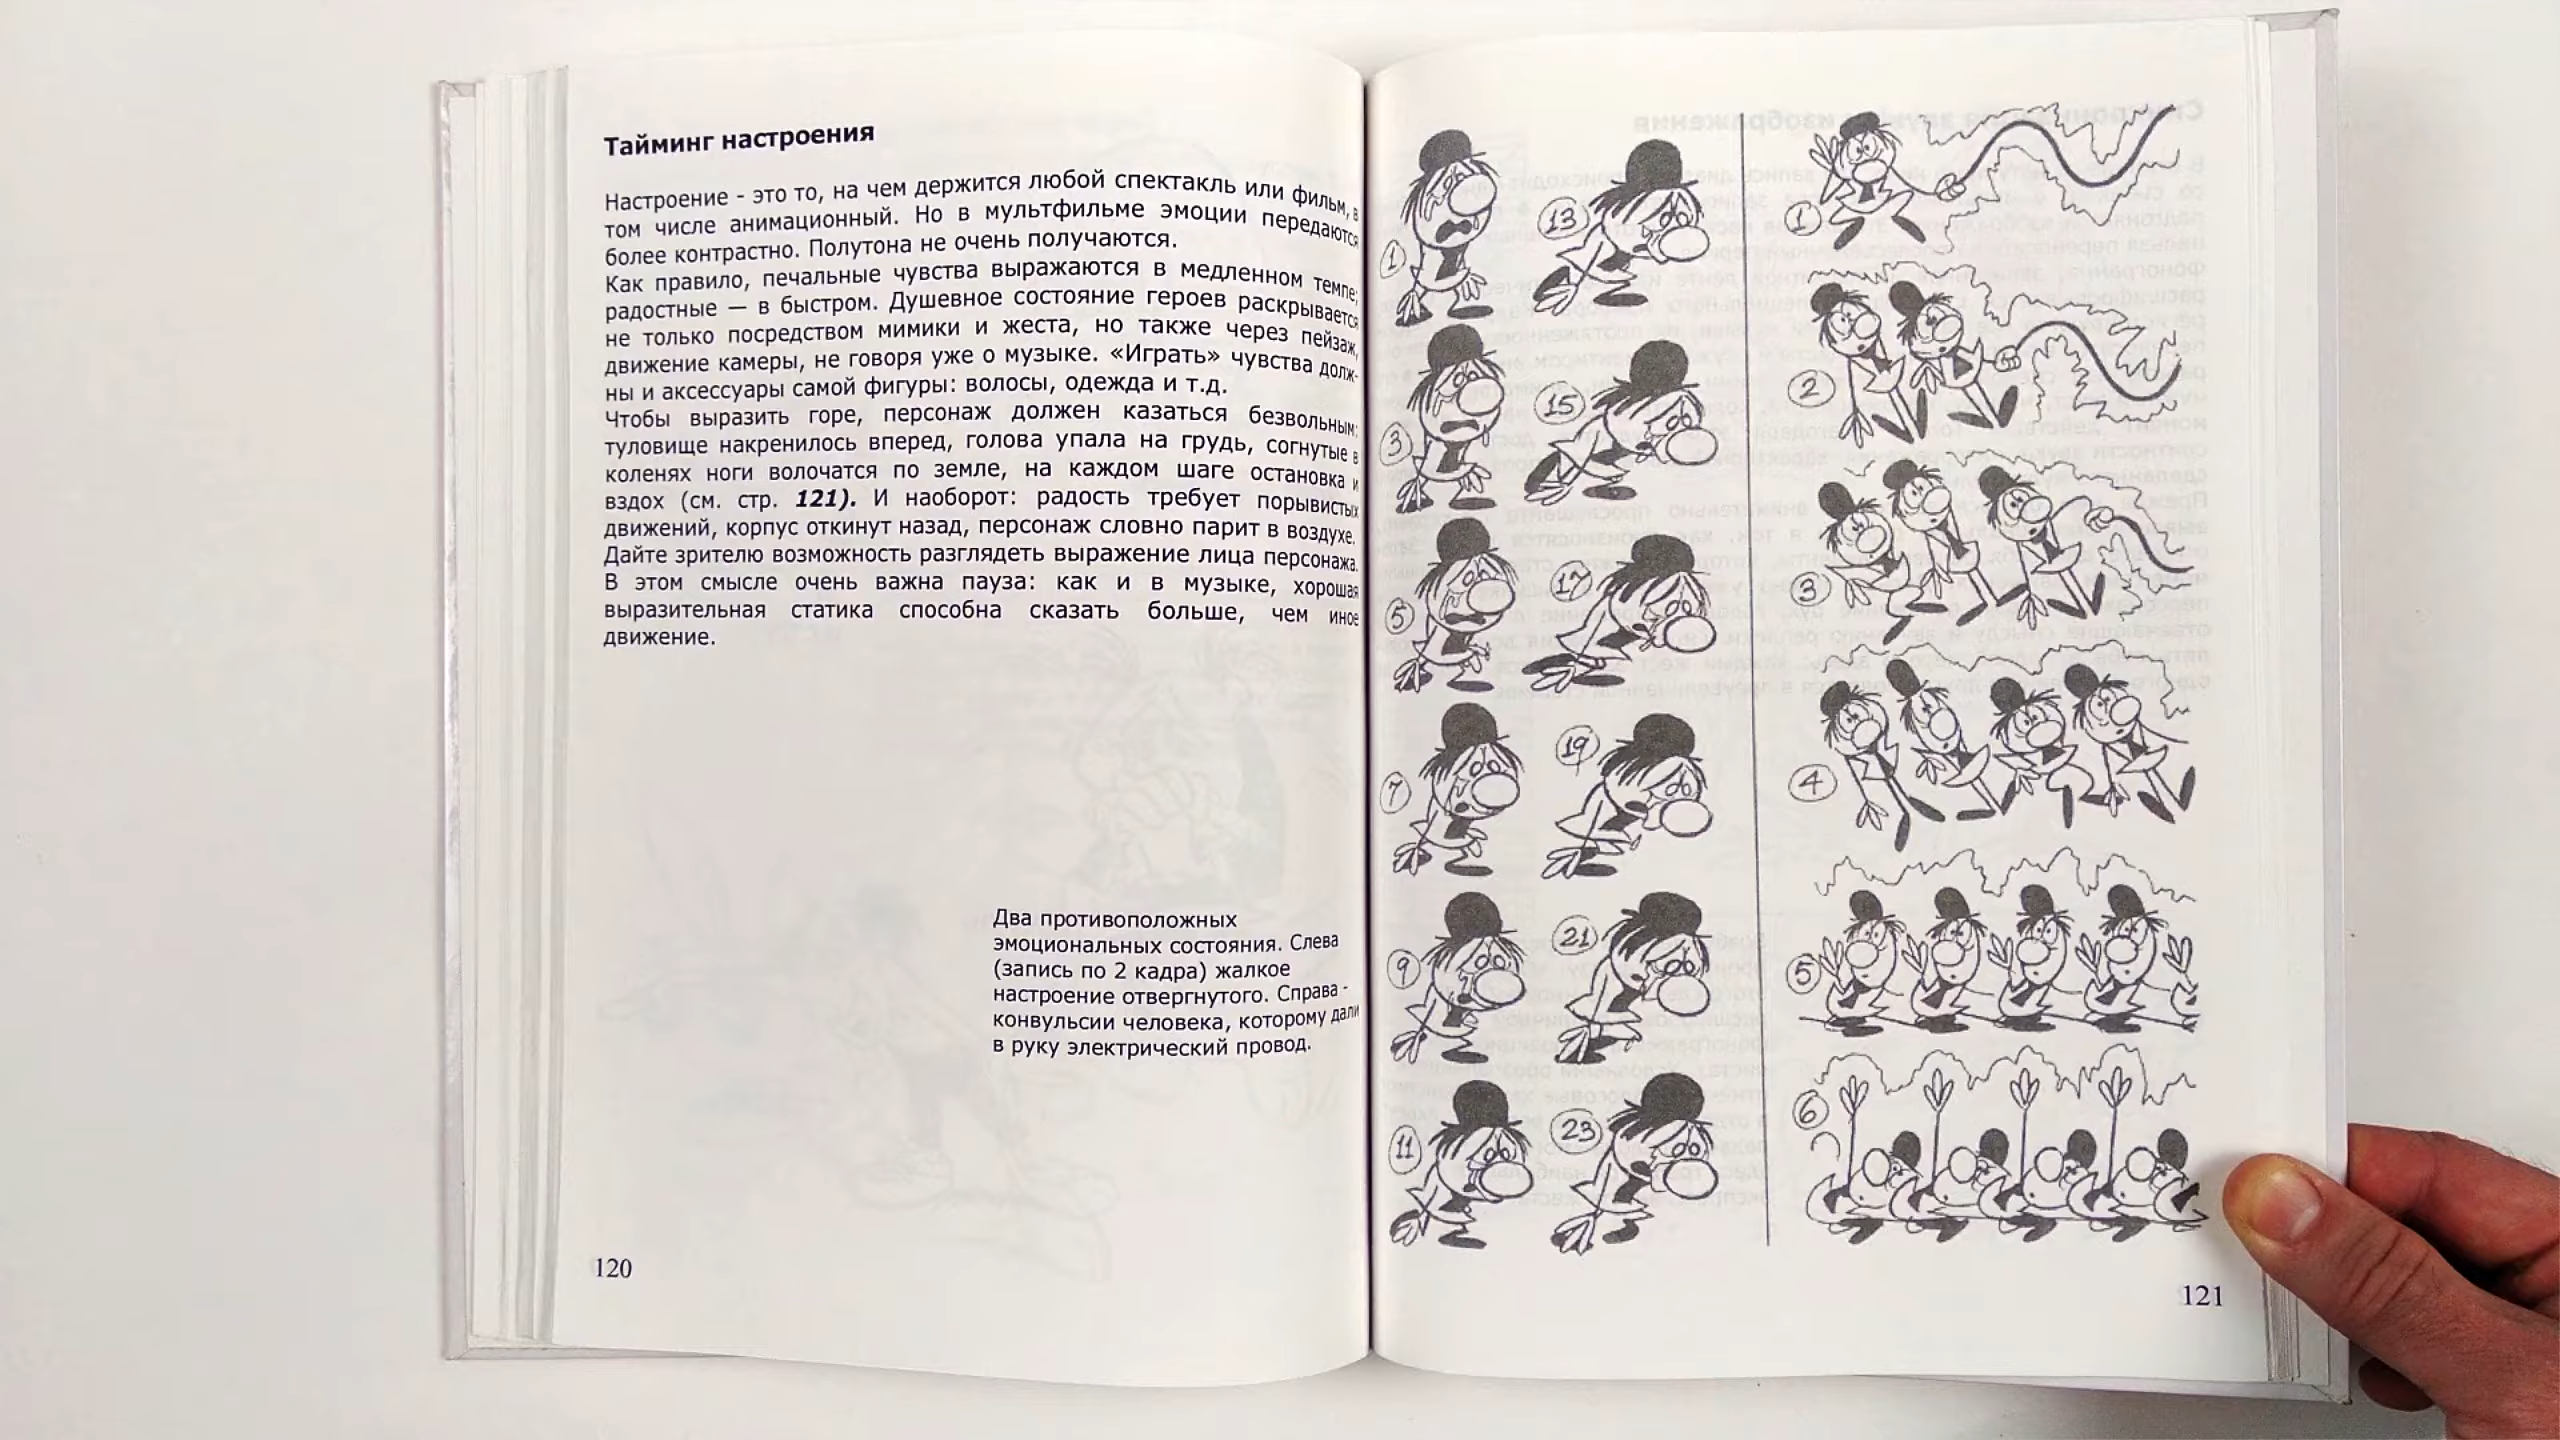 Тайминг настроения
Настроение - это то, на чем держится любой спектакль или фильм, в
том числе анимационный. Но в мультфильме эмоции передаются
более контрастно. Полутона не очень получаются.
Как правило, печальные чувства выражаются в медленном темпе;
радостные — в быстром. Душевное состояние героев раскрывается
не только посредством мимики и жеста, но также через пейзаж,
движение камеры, не говоря уже о музыке. «Играть» чувства долж-
ны и аксессуары самой фигуры: волосы, одежда и т.д.
Чтобы выразить горе, персонаж должен казаться безвольным:
туловище накренилось вперед, голова упала на грудь, согнутые в
коленях ноги волочатся по земле, на каждом шаге остановка и
вздох (см. стр. 121). И наоборот: радость требует порывистых
движений, корпус откинут назад, персонаж словно парит в воздухе.
Дайте зрителю возможность разглядеть выражение лица персонажа.
В этом смысле очень важна пауза: как и в музыке, хорошая
выразительная статика способна сказать больше, чем иное
движение.
Два противоположных
эмоциональных состояния. Слева
(запись по 2 кадра) жалкое
настроение отвергнутого. Справа -
конвульсии человека, которому дали
в руку электрический провод.
120
1
3
5
7
9
11
13
15
17
19
21
23
1
2
3
4
5
6
121